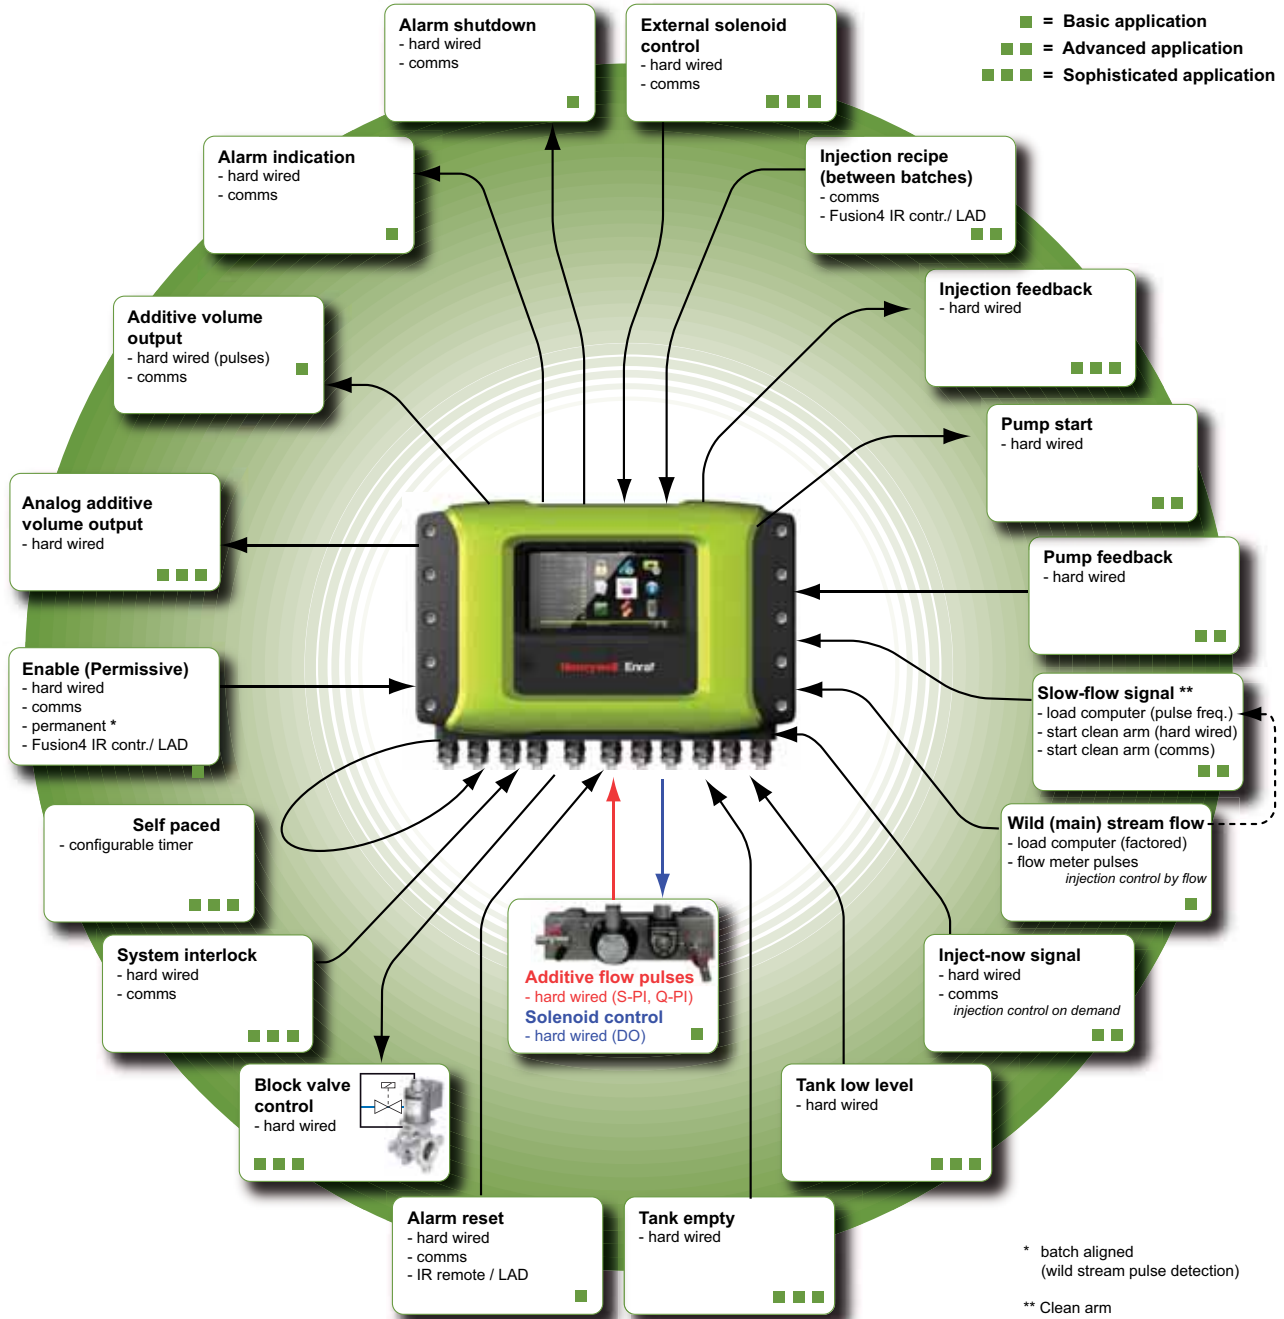 Alarm shutdown
- hard wired
- comms
External solenoid
control
- hard wired
- comms
= Basic application
= Advanced application
= Sophisticated application
Alarm indication
- hard wired
- comms
Injection recipe
(between batches)
- comms
- Fusion4 IR contr./ LAD
Injection feedback
- hard wired
Additive volume
output
- hard wired (pulses)
- comms
Pump start
- hard wired
Analog additive
volume output
- hard wired
Pump feedback
- hard wired
Honeywell Enraf
Enable (Permissive)
- hard wired
- comms
- permanent *
- Fusion4 IR contr./ LAD
Slow-flow signal **
- load computer (pulse freq.)
- start clean arm (hard wired)
- start clean arm (comms)
Self paced
- configurable timer
Wild (main) stream flow
- load computer (factored)
- flow meter pulses
injection control by flow
System interlock
- hard wired
- comms
Additive flow pulses
- hard wired (S-PI, Q-PI)
Solenoid control
- hard wired (DO)
Inject-now signal
- hard wired
- comms
injection control on demand
Block valve
control
- hard wired
Tank low level
- hard wired
Alarm reset
- hard wired
- comms
- IR remote / LAD
Tank empty
- hard wired
* batch aligned
(wild stream pulse detection)
** Clean arm